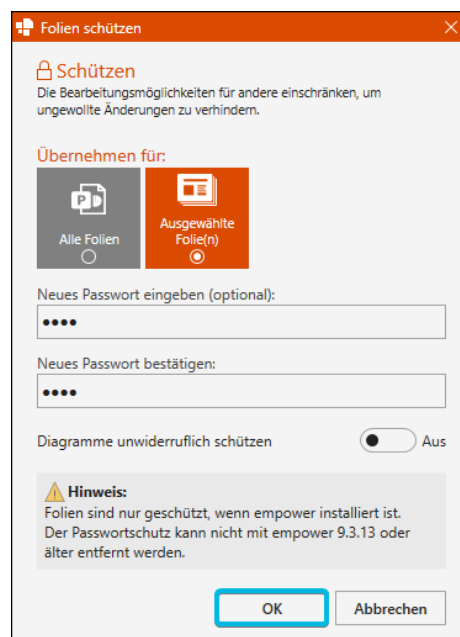 Folien schützen
Schützen
Die Bearbeitungsmöglichkeiten für andere einschränken, um
ungewollte Änderungen zu verhindern.
Übernehmen für:
Alle Folien
Ausgewählte
Folie(n)
Neues Passwort eingeben (optional):
••••
Neues Passwort bestätigen:
••••
Diagramme unwiderruflich schützen
Aus
Hinweis:
Folien sind nur geschützt, wenn empower installiert ist.
Der Passwortschutz kann nicht mit empower 9.3.13 oder
älter entfernt werden.
OK
Abbrechen